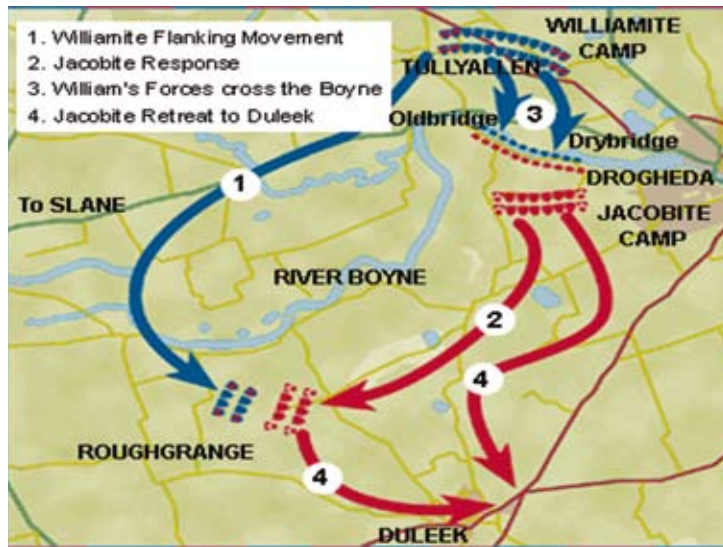 1. Williamite Flanking Movement
2. Jacobite Response
3. William's Forces cross the Boyne
4. Jacobite Retreat to Duleek
WILLIAMITE
CAMP
TULLYALLEN
Oldbridge
3
Drybridge
DROGHEDA
1
To SLANE
JACOBITE
CAMP
RIVER BOYNE
2
4
ROUGHGRANGE
4
DULEEK